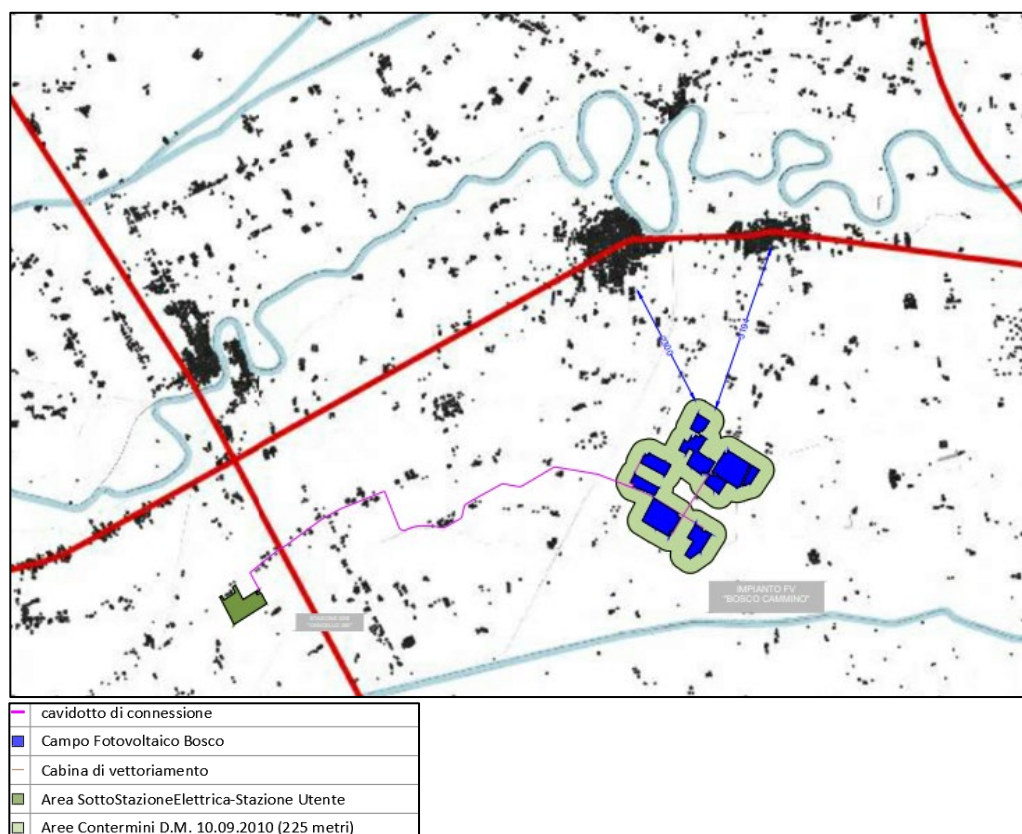 3194
IMPIANTO FV
"BOSCO CAMMINO"
cavidotto di connessione
Campo Fotovoltaico Bosco
Cabina di vettoriamento
Area SottoStazioneElettrica-Stazione Utente
Aree Contermini D.M. 10.09.2010 (225 metri)